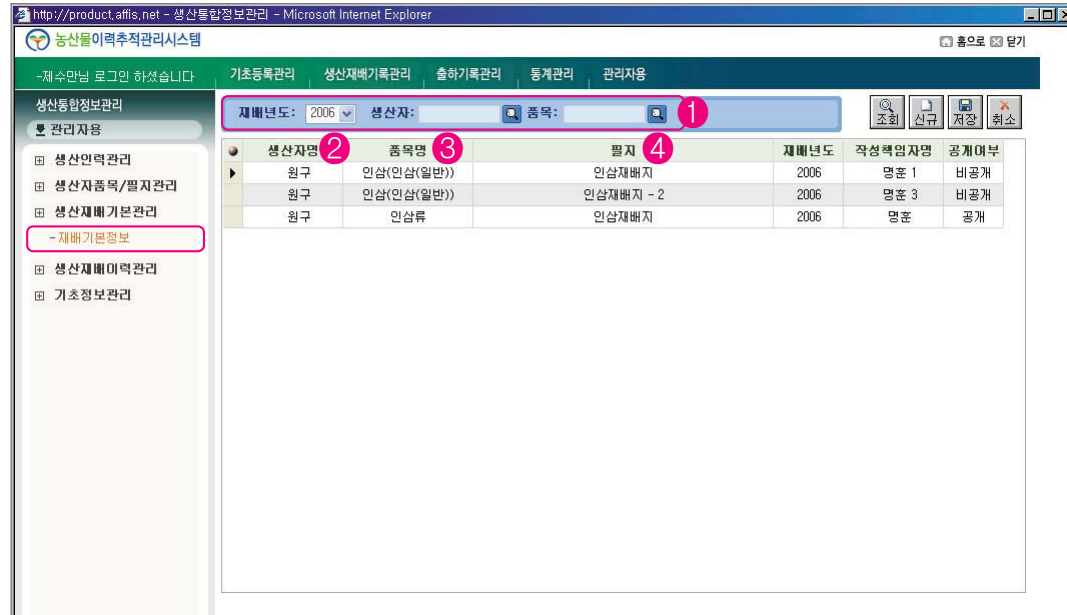 http://product.affis.net - 생산통합정보관리 - Microsoft Internet Explorer
농산물이력추적관리시스템
홈으로 닫기
-제수만님 로그인 하셨습니다
기초등록관리 생산재배기록관리 출하기록관리 통계관리 관리자용
생산통합정보관리
관리자용
재배년도: 2006 생산자: 품목: 1
조회 신규 저장 취소
생산인력관리
생산자품목/필지관리
생산재배기본관리
- 재배기본정보
생산재배이력관리
기초정보관리
생산자명 2 품목명 3 필지 4 재배년도 작성책임자명 공개여부
원구 인삼(인삼(일반)) 인삼재배지 2006 명훈 1 비공개
원구 인삼(인삼(일반)) 인삼재배지 - 2 2006 명훈 3 비공개
원구 인삼류 인삼재배지 2006 명훈 공개